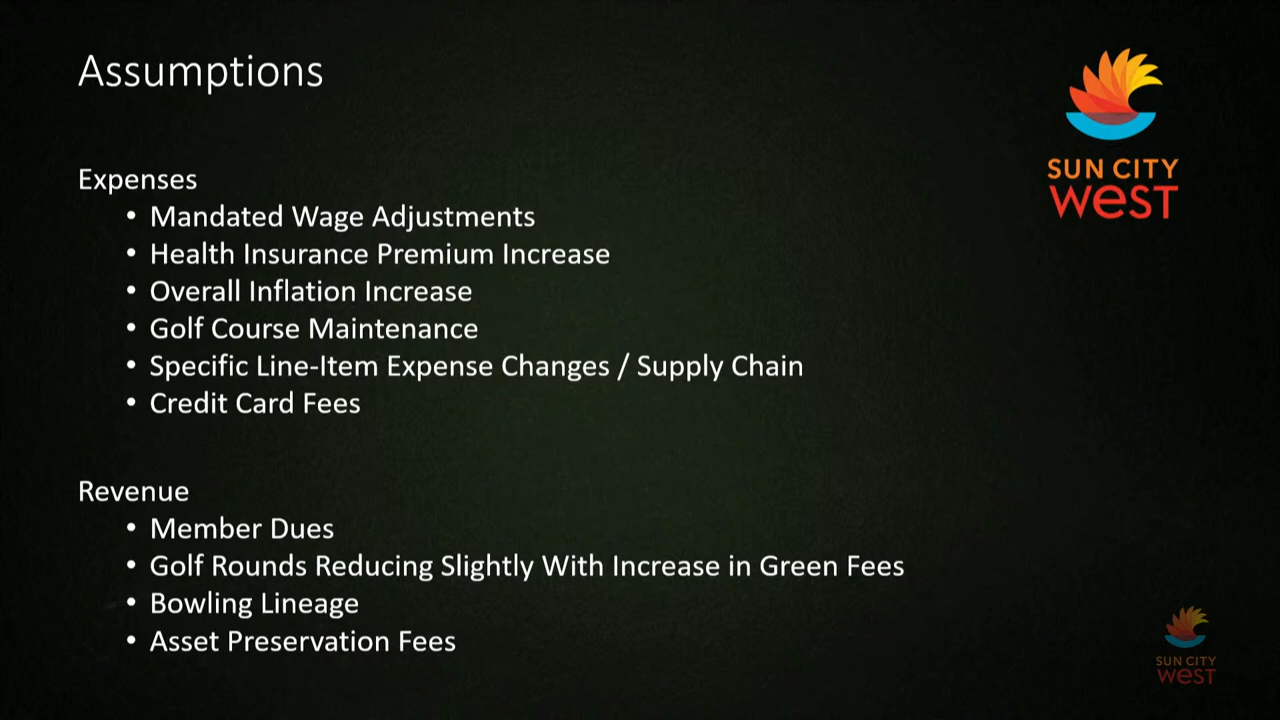 Assumptions
SUN CITY
west
Expenses
• Mandated Wage Adjustments
• Health Insurance Premium Increase
• Overall Inflation Increase
• Golf Course Maintenance
• Specific Line-Item Expense Changes / Supply Chain
• Credit Card Fees
Revenue
• Member Dues
• Golf Rounds Reducing Slightly With Increase in Green Fees
• Bowling Lineage
• Asset Preservation Fees
SUN CITY
west